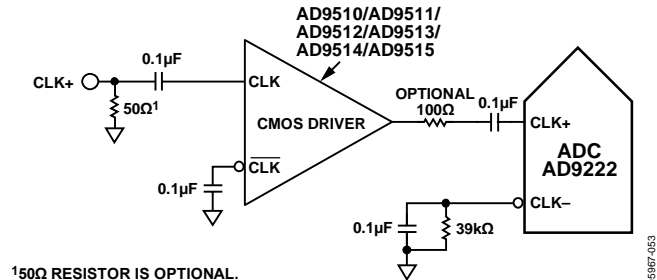 AD9510/AD9511/
AD9512/AD9513/
AD9514/AD9515
0.1µF
CLK+
50Ω1
CLK
CMOS DRIVER
CLK
0.1µF
OPTIONAL
100Ω
0.1µF
CLK+
ADC
AD9222
CLK–
0.1µF
39kΩ
150Ω RESISTOR IS OPTIONAL.
5967-053